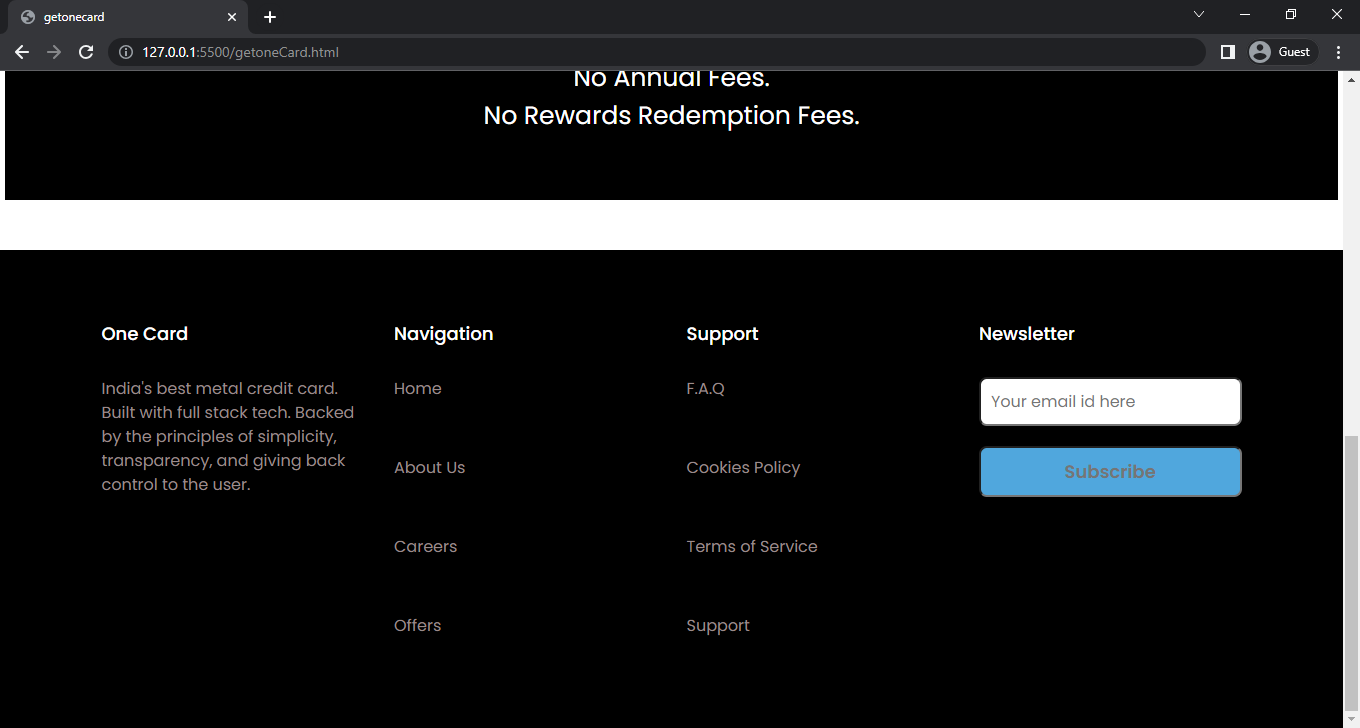 getonecard
127.0.0.1:5500/getoneCard.html
Guest
No Annual Fees.
No Rewards Redemption Fees.
One Card
India's best metal credit card.
Built with full stack tech. Backed
by the principles of simplicity,
transparency, and giving back
control to the user.
Navigation
Home
About Us
Careers
Offers
Support
F.A.Q
Cookies Policy
Terms of Service
Support
Newsletter
Your email id here
Subscribe